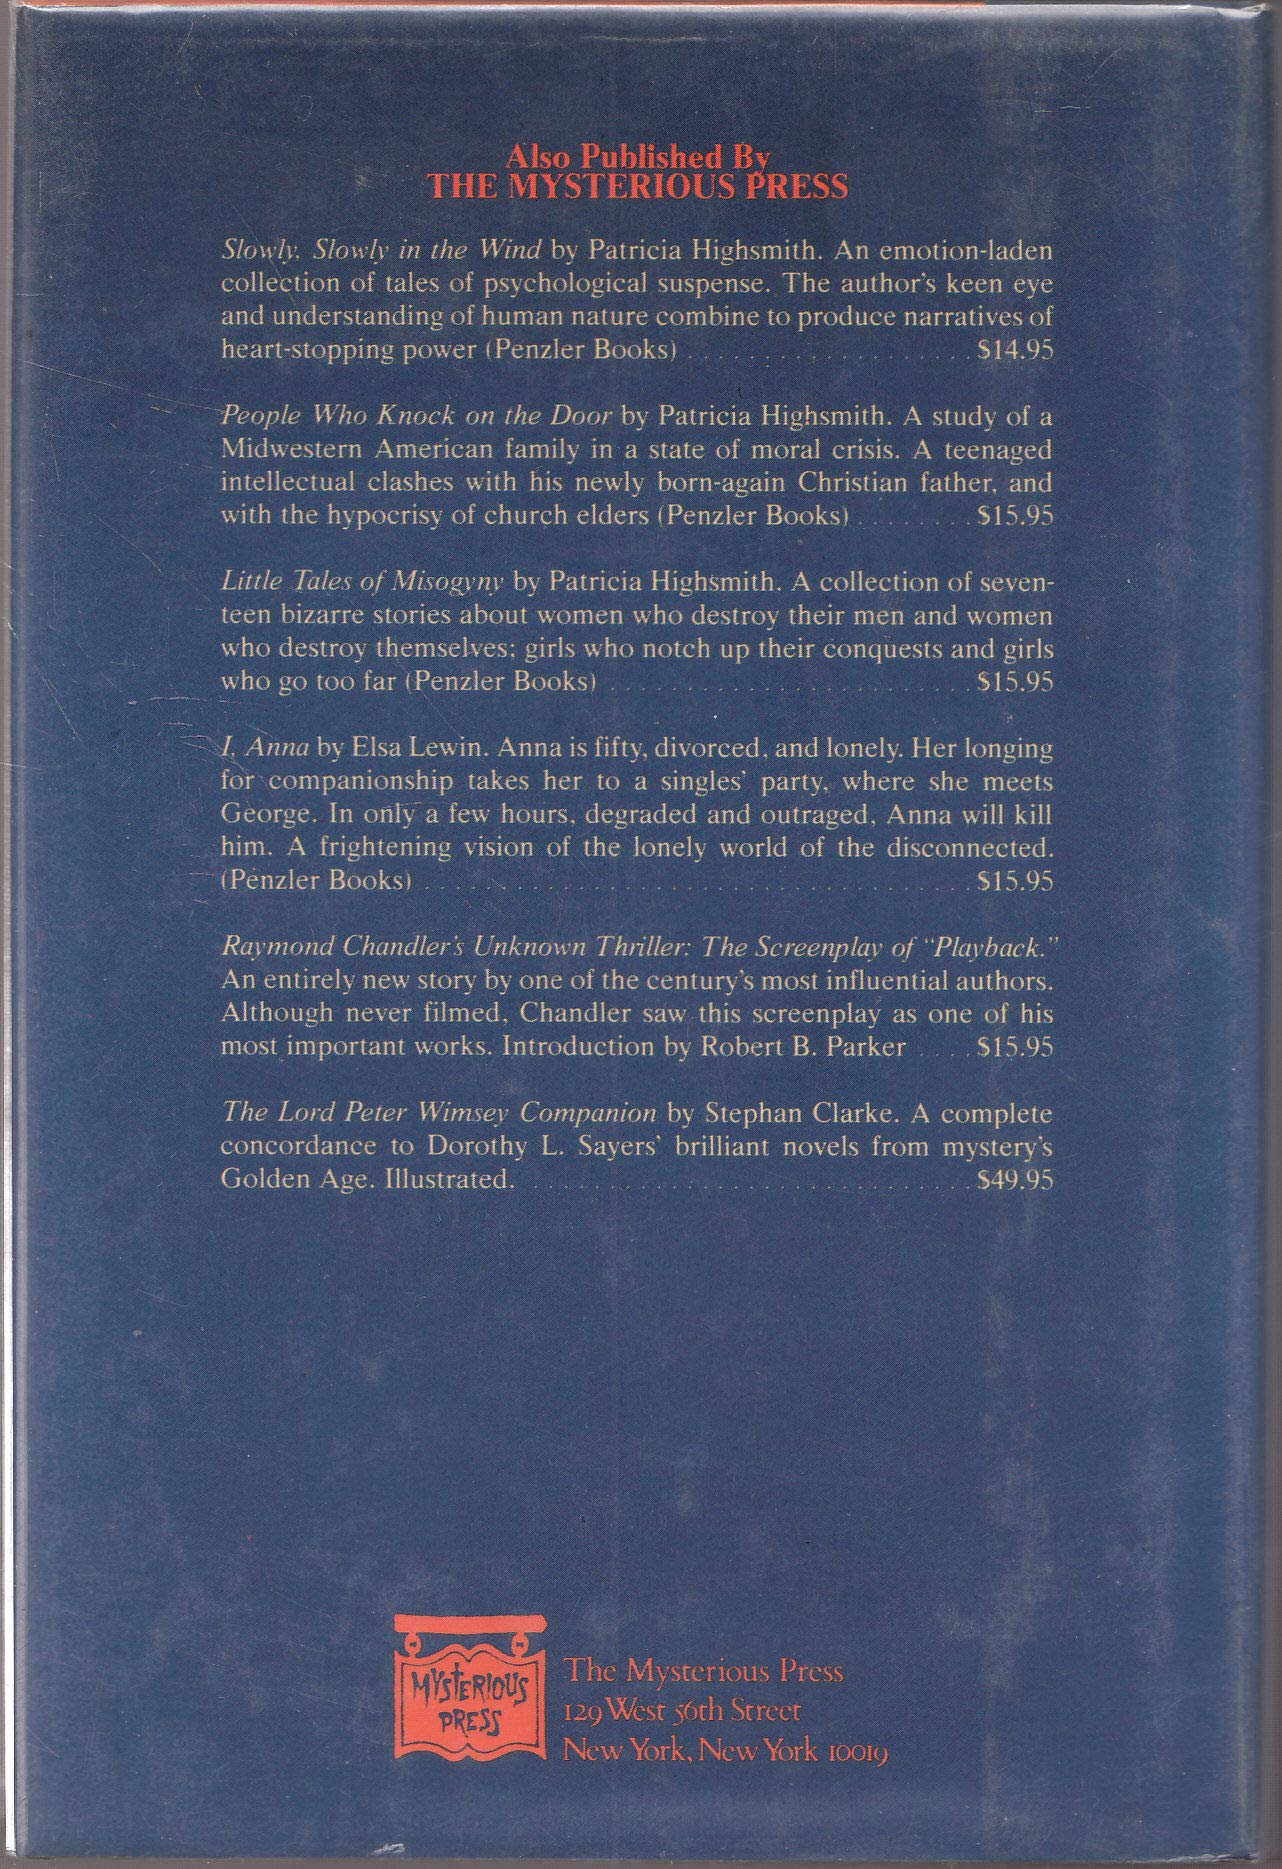 Also Published By
THE MYSTERIOUS PRESS
Slowly, Slowly in the Wind by Patricia Highsmith. An emotion-laden
collection of tales of psychological suspense. The author's keen eye
and understanding of human nature combine to produce narratives of
heart-stopping power (Penzler Books) . . . . . . . . . . . . . . . . . . . $14.95
People Who Knock on the Door by Patricia Highsmith. A study of a
Midwestern American family in a state of moral crisis. A teenaged
intellectual clashes with his newly born-again Christian father, and
with the hypocrisy of church elders (Penzler Books) . . . . . . . . $15.95
Little Tales of Misogyny by Patricia Highsmith. A collection of seven-
teen bizarre stories about women who destroy their men and women
who destroy themselves; girls who notch up their conquests and girls
who go too far (Penzler Books) . . . . . . . . . . . . . . . . . . . . . . . . $15.95
I, Anna by Elsa Lewin. Anna is fifty, divorced, and lonely. Her longing
for companionship takes her to a singles' party, where she meets
George. In only a few hours, degraded and outraged, Anna will kill
him. A frightening vision of the lonely world of the disconnected.
(Penzler Books) . . . . . . . . . . . . . . . . . . . . . . . . . . . . . . . . . . . . $15.95
Raymond Chandler's Unknown Thriller: The Screenplay of "Playback."
An entirely new story by one of the century's most influential authors.
Although never filmed, Chandler saw this screenplay as one of his
most important works. Introduction by Robert B. Parker . . . . $15.95
The Lord Peter Wimsey Companion by Stephan Clarke. A complete
concordance to Dorothy L. Sayers' brilliant novels from mystery's
Golden Age. Illustrated. . . . . . . . . . . . . . . . . . . . . . . . . . . . . . $49.95
MYSTERIOUS
PRESS
The Mysterious Press
129 West 56th Street
New York, New York 10019